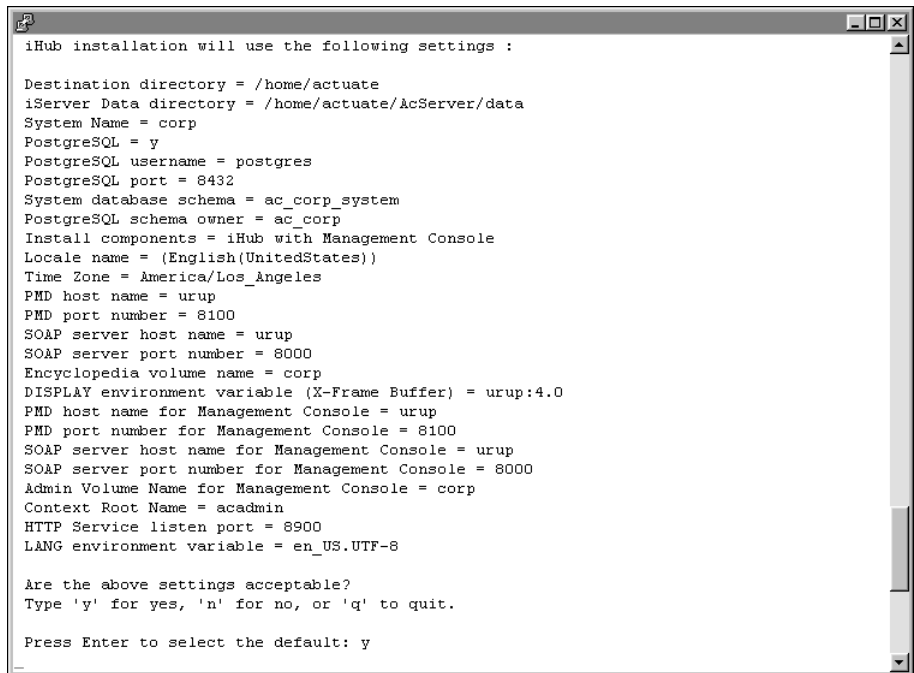 iHub installation will use the following settings :
Destination directory = /home/actuate
iServer Data directory = /home/actuate/AcServer/data
System Name = corp
PostgreSQL = y
PostgreSQL username = postgres
PostgreSQL port = 8432
System database schema = ac_corp_system
PostgreSQL schema owner = ac_corp
Install components = iHub with Management Console
Locale name = (English(UnitedStates))
Time Zone = America/Los_Angeles
PMD host name = urup
PMD port number = 8100
SOAP server host name = urup
SOAP server port number = 8000
Encyclopedia volume name = corp
DISPLAY environment variable (X-Frame Buffer) = urup:4.0
PMD host name for Management Console = urup
PMD port number for Management Console = 8100
SOAP server host name for Management Console = urup
SOAP server port number for Management Console = 8000
Admin Volume Name for Management Console = corp
Context Root Name = acadmin
HTTP Service listen port = 8900
LANG environment variable = en_US.UTF-8
Are the above settings acceptable?
Type 'y' for yes, 'n' for no, or 'q' to quit.
Press Enter to select the default: y